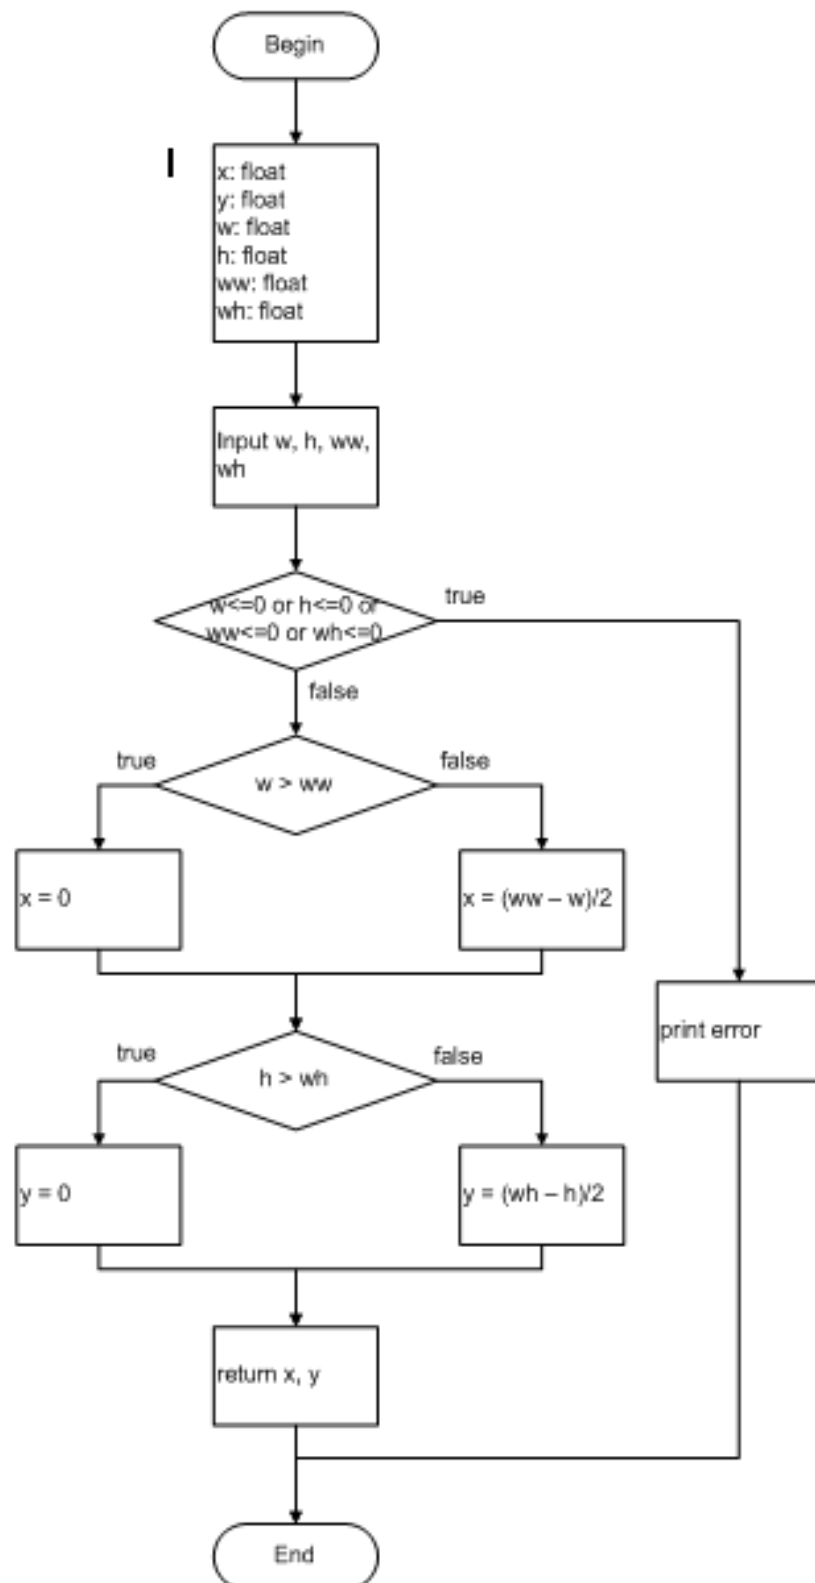 Begin
x: float
y: float
w: float
h: float
ww: float
wh: float
Input w, h, ww,
wh
w<=0 or h<=0 or
ww<=0 or wh<=0
true
false
true
false
w > ww
x = 0
x = (ww – w)/2
print error
true
false
h > wh
y = 0
y = (wh – h)/2
return x, y
End